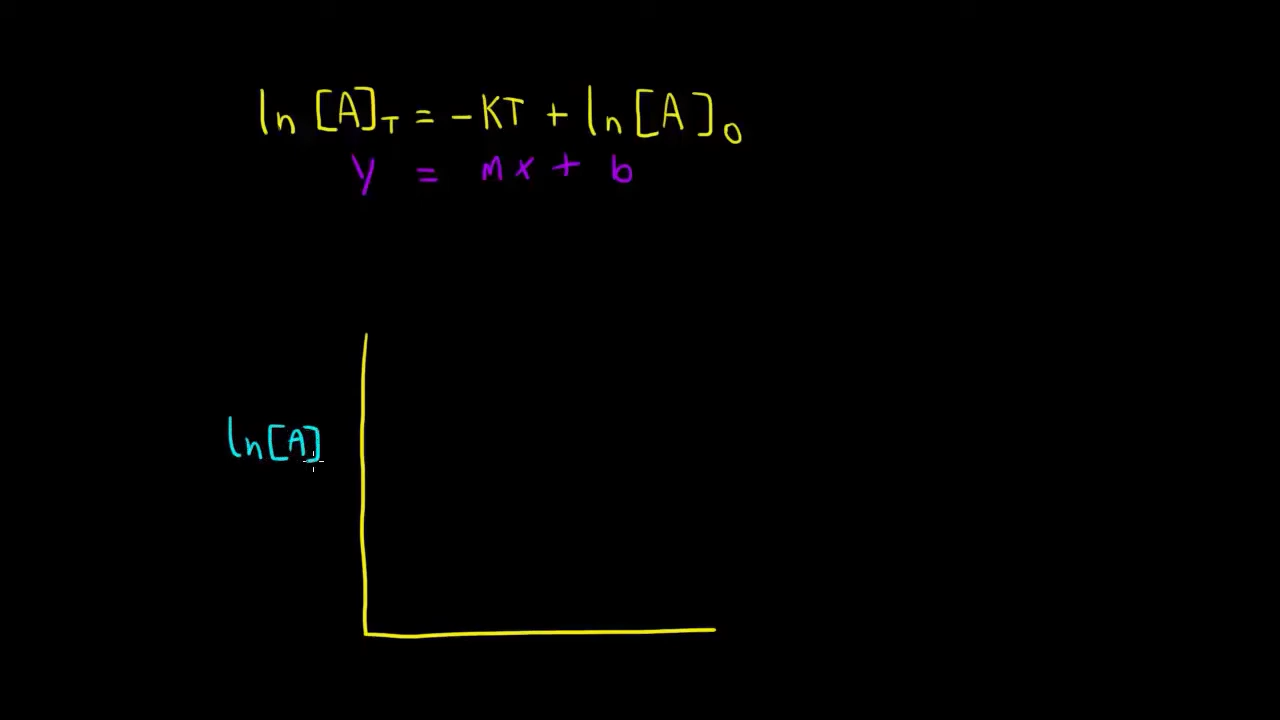 ln [A]T = -KT + ln [A]0
y = mx + b
ln[A]